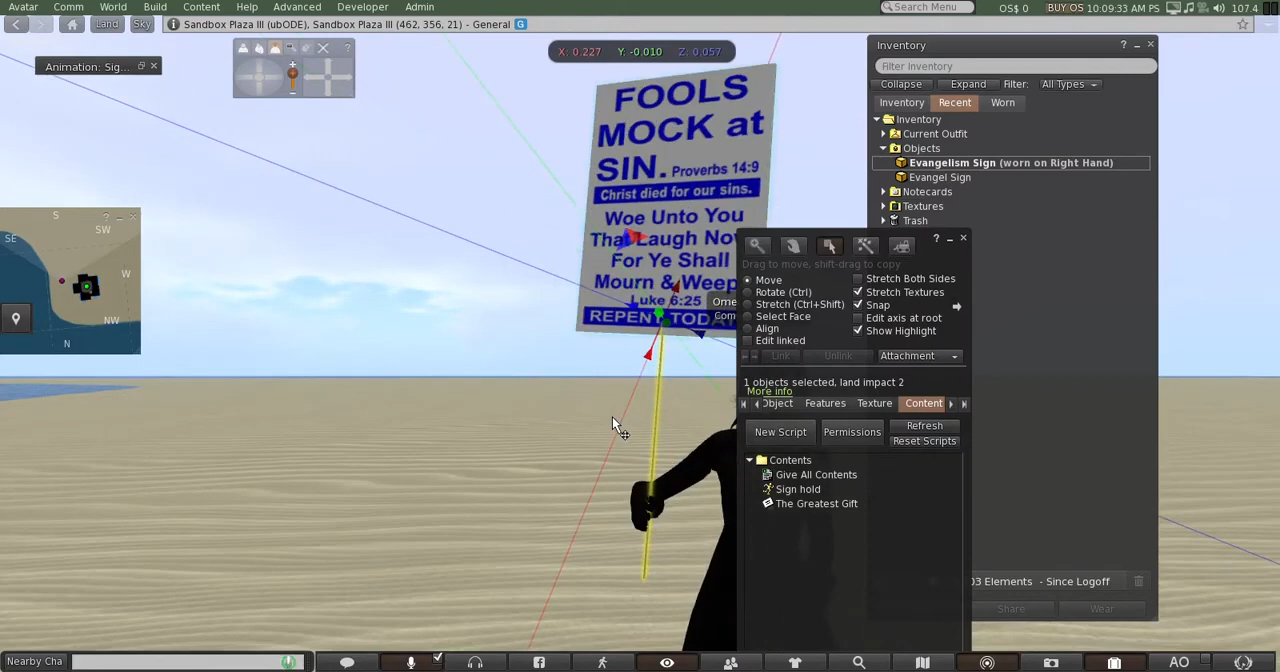 Avatar Comm World Build Content Help Advanced Developer Admin
Search Menu
OS$ 0 BUY OS 10:09:33 AM PS 107.4
Land Sky
Sandbox Plaza III (ubODE), Sandbox Plaza III (462, 356, 21) - General G
Animation: Sig...
?
X: 0.227 Y: -0.010 Z: 0.057
FOOLS
MOCK at
SIN. Proverbs 14:9
Christ died for our sins.
Woe Unto You
That Laugh Now
For Ye Shall
Mourn & Weep
Luke 6:25
REPENT TODAY
S
SE SW
W
NW
N
Inventory
Filter Inventory
Collapse Expand Filter: All Types
Inventory Recent Worn
Inventory
Current Outfit
Objects
Evangelism Sign (worn on Right Hand)
Evangel Sign
Notecards
Textures
Trash
03 Elements - Since Logoff
Share Wear
Drag to move, shift-drag to copy
Move
Rotate (Ctrl)
Stretch (Ctrl+Shift)
Select Face
Align
Edit linked
Stretch Both Sides
Stretch Textures
Snap
Edit axis at root
Show Highlight
Link Unlink Attachment
1 objects selected, land impact 2
More info
Object Features Texture Content
New Script Permissions Refresh
Reset Scripts
Contents
Give All Contents
Sign hold
The Greatest Gift
Nearby Cha
AO